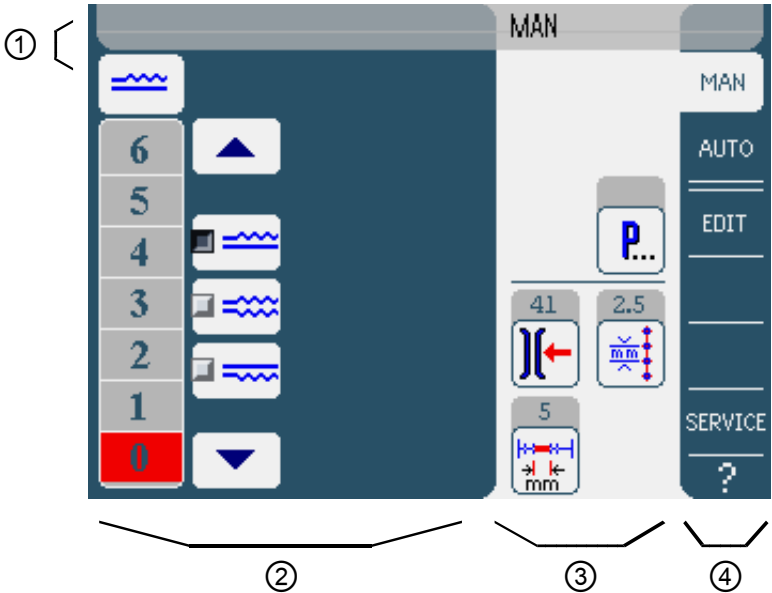 ① MAN
MAN
6 AUTO
5
4 P... EDIT
3 41 2.5
2 mm
1 5 SERVICE
0 mm ?
② ③ ④